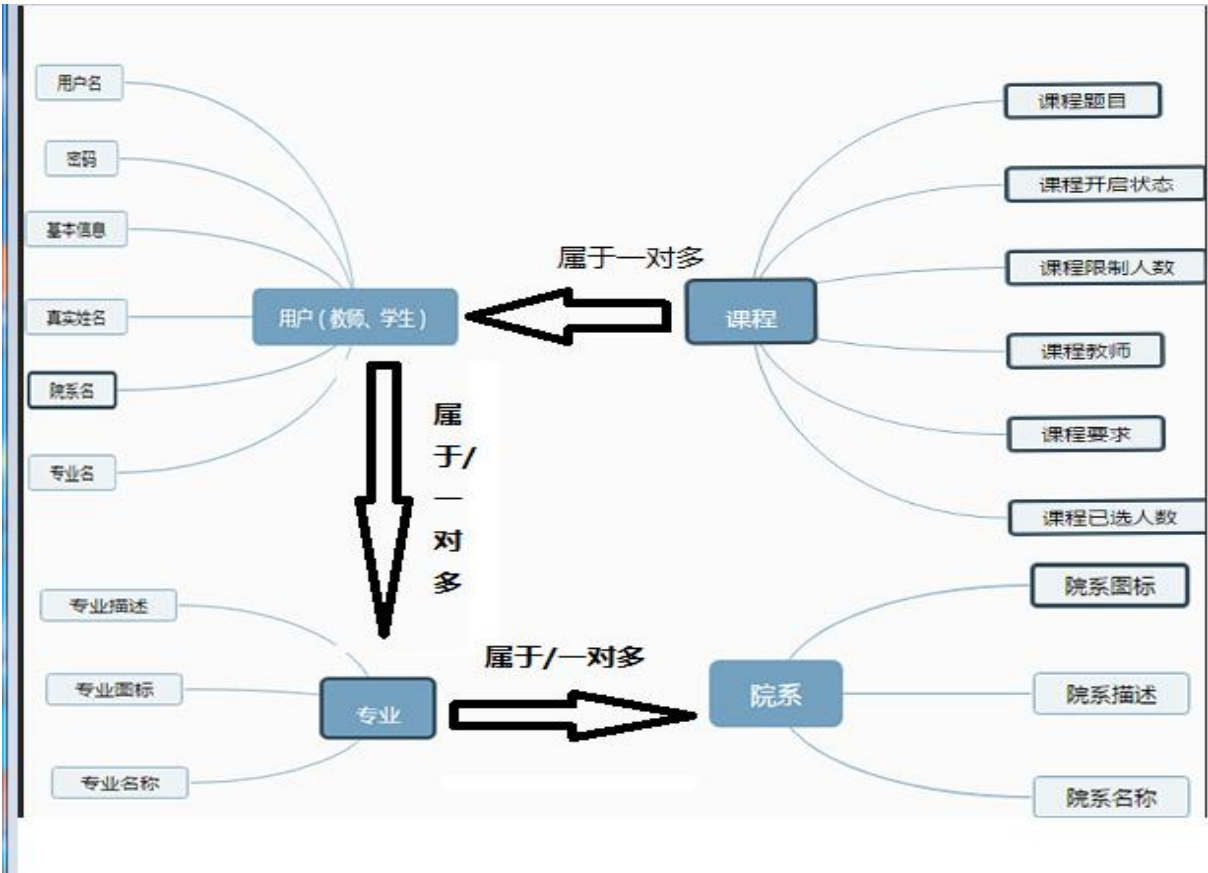 用户名
密码
基本信息
真实姓名
院系名
专业名
用户（教师、学生）
属于一对多
课程
课程题目
课程开启状态
课程限制人数
课程教师
课程要求
课程已选人数
属
于/
一
对
多
专业描述
专业图标
专业名称
专业
属于/一对多
院系
院系图标
院系描述
院系名称